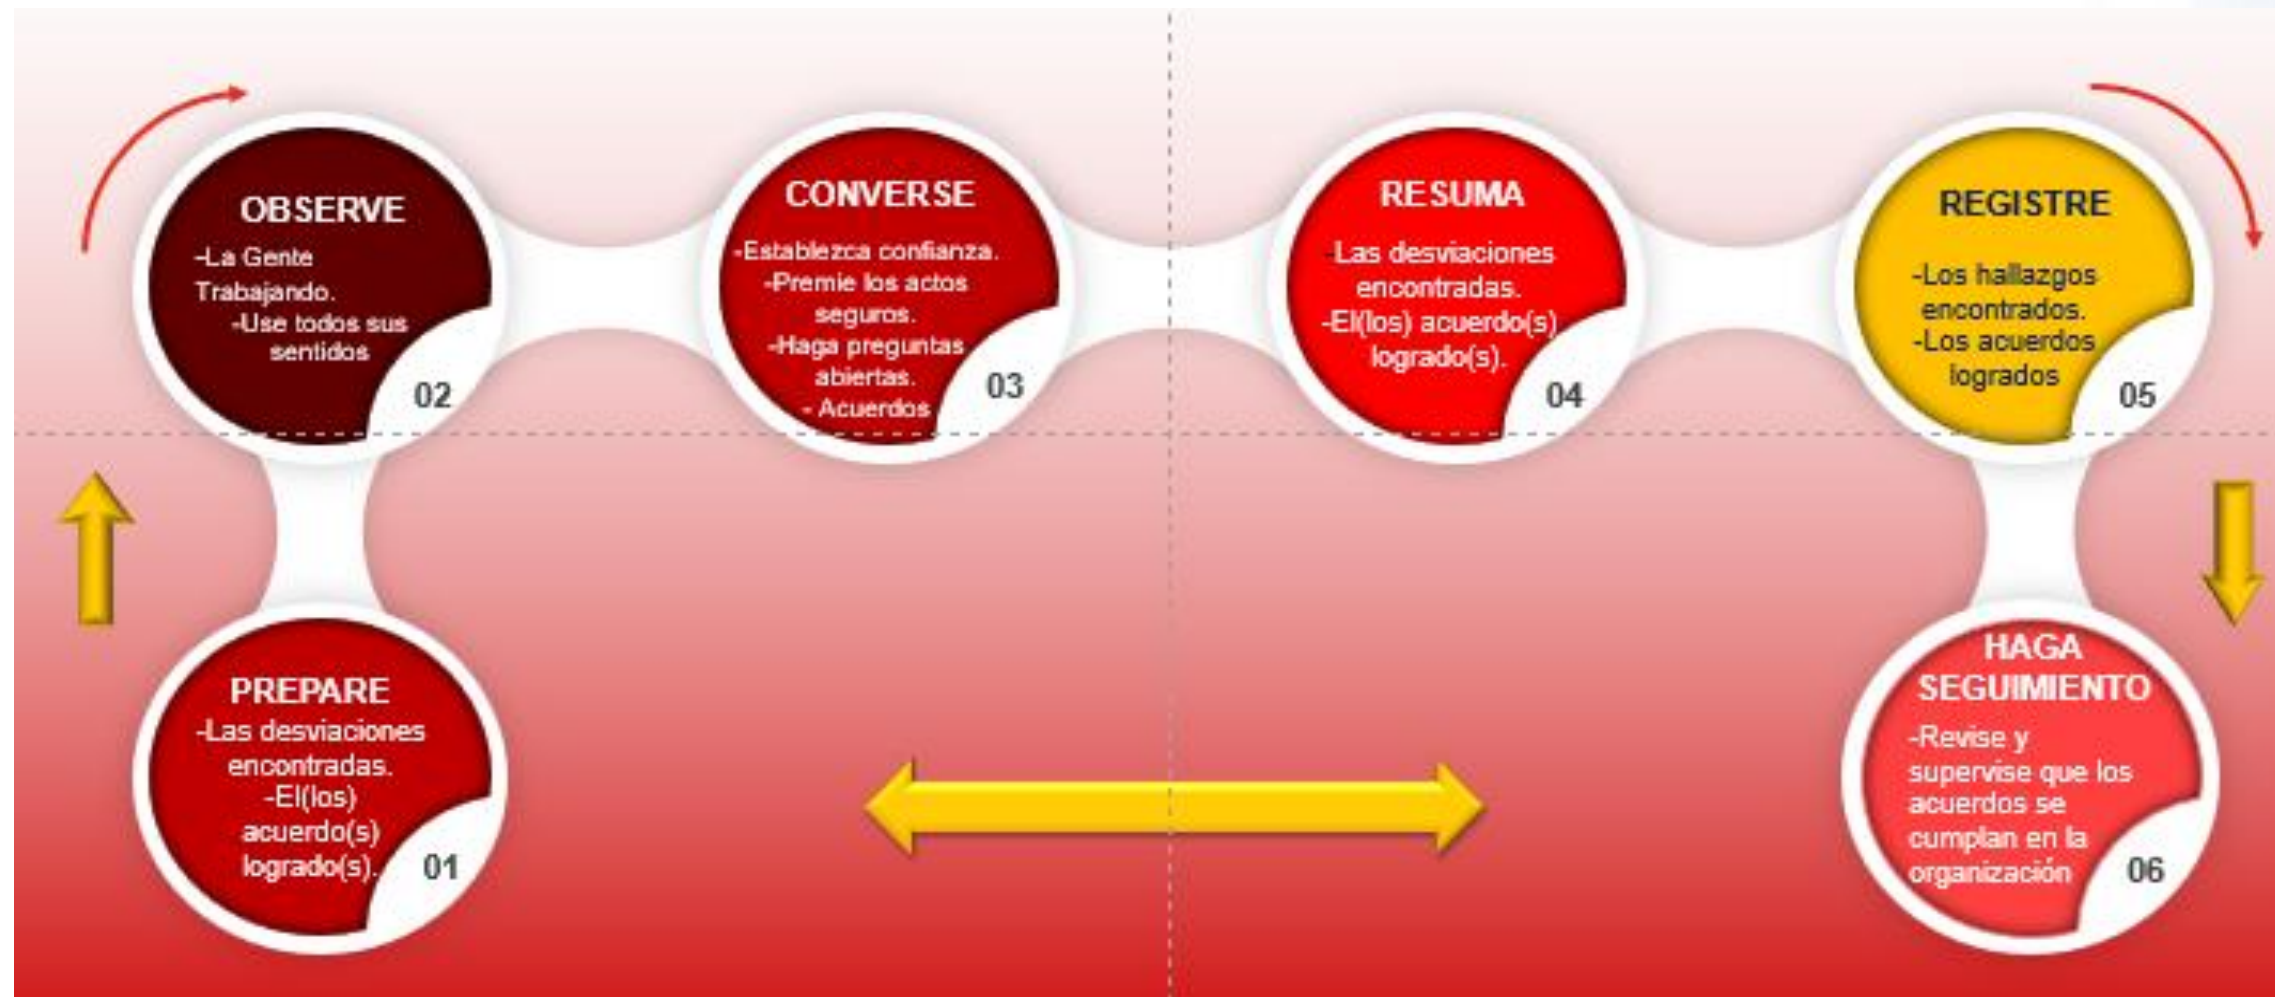 PREPARE
-Las desviaciones
encontradas.
-El(los)
acuerdo(s)
logrado(s).
01
OBSERVE
-La Gente
Trabajando.
-Use todos sus
sentidos
02
CONVERSE
-Establezca confianza.
-Premie los actos
seguros.
-Haga preguntas
abiertas.
- Acuerdos
03
RESUMA
-Las desviaciones
encontradas.
-El(los) acuerdo(s)
logrado(s).
04
REGISTRE
-Los hallazgos
encontrados.
-Los acuerdos
logrados
05
HAGA
SEGUIMIENTO
-Revise y
supervise que los
acuerdos se
cumplan en la
organización
06